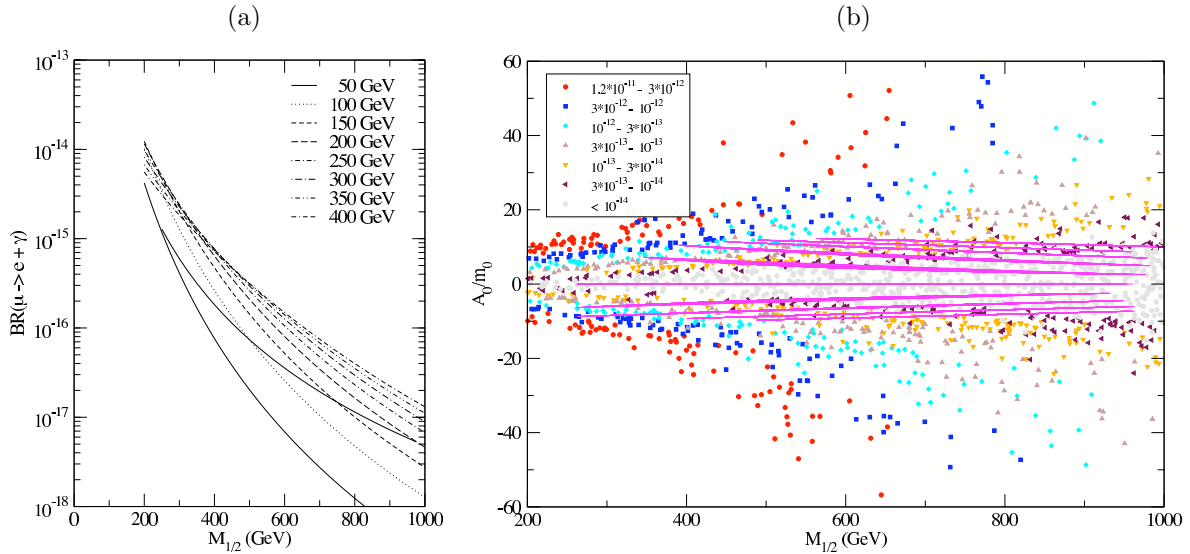 (a)
(b)
10^-13
10^-14
10^-15
10^-16
10^-17
10^-18
BR(μ -> e + γ)
50 GeV
100 GeV
150 GeV
200 GeV
250 GeV
300 GeV
350 GeV
400 GeV
0 200 400 600 800 1000
M_1/2 (GeV)
60
40
20
0
-20
-40
-60
A_0/m_0
1.2*10^-11 - 3*10^-12
3*10^-12 - 10^-12
10^-12 - 3*10^-13
3*10^-13 - 10^-13
10^-13 - 3*10^-14
3*10^-13 - 10^-14
< 10^-14
200 400 600 800 1000
M_1/2 (GeV)